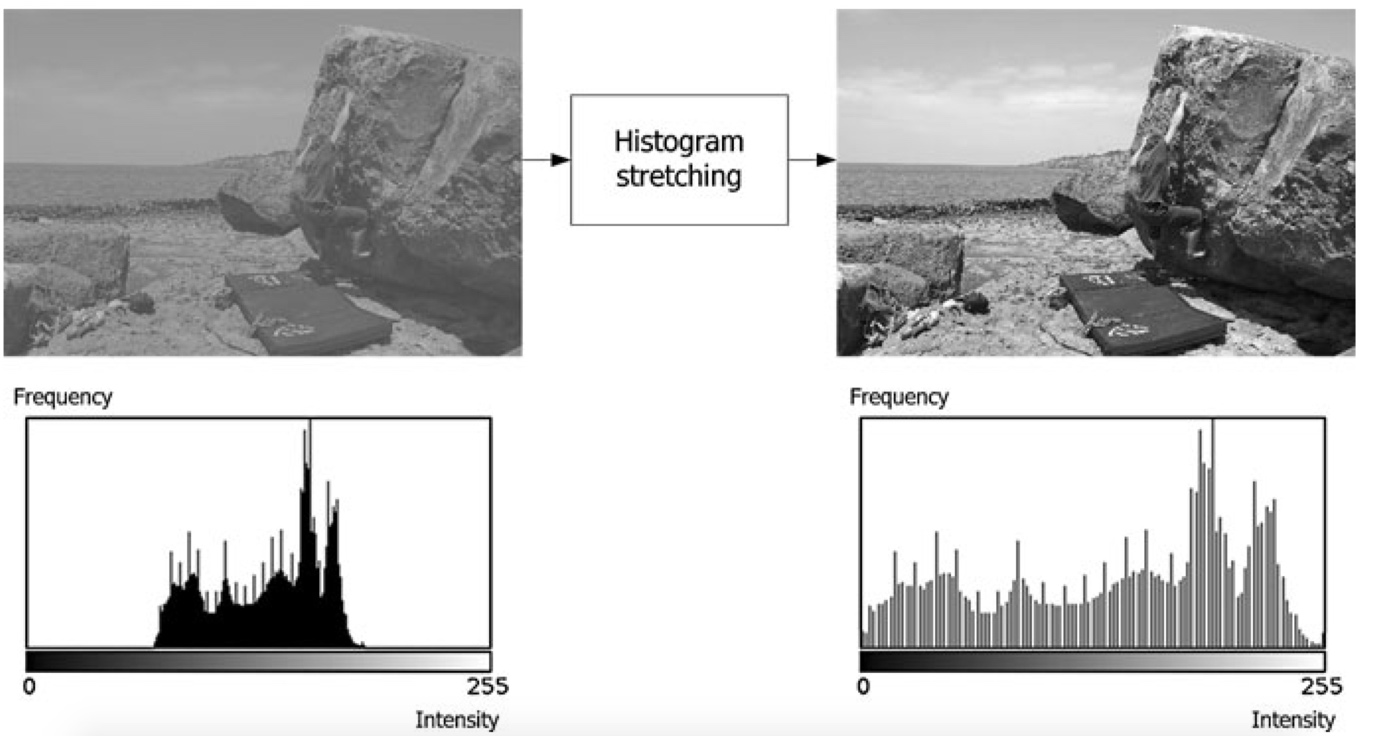 Histogram
stretching
Frequency
Frequency
0
255
0
255
Intensity
Intensity